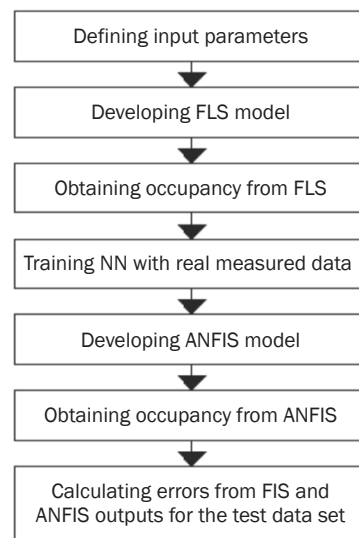 Defining input parameters
Developing FLS model
Obtaining occupancy from FLS
Training NN with real measured data
Developing ANFIS model
Obtaining occupancy from ANFIS
Calculating errors from FIS and
ANFIS outputs for the test data set